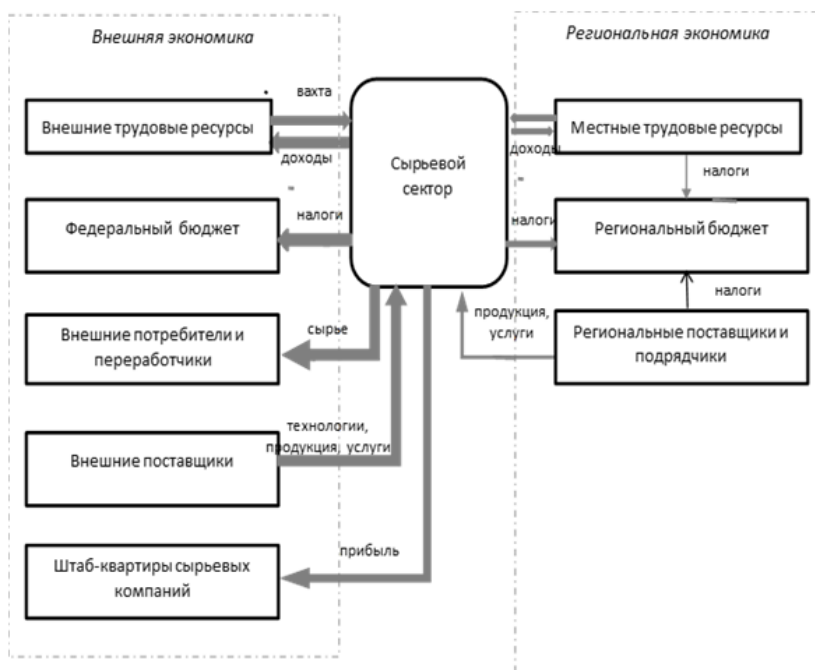 Внешняя экономика
Региональная экономика
вахта
Внешние трудовые ресурсы
Местные трудовые ресурсы
доходы
доходы
Сырьевой
сектор
налоги
налоги
Федеральный бюджет
налоги
Региональный бюджет
налоги
продукция,
услуги
Региональные поставщики и
подрядчики
сырье
Внешние потребители и
переработчики
технологии,
продукция, услуги
Внешние поставщики
прибыль
Штаб-квартиры сырьевых
компаний